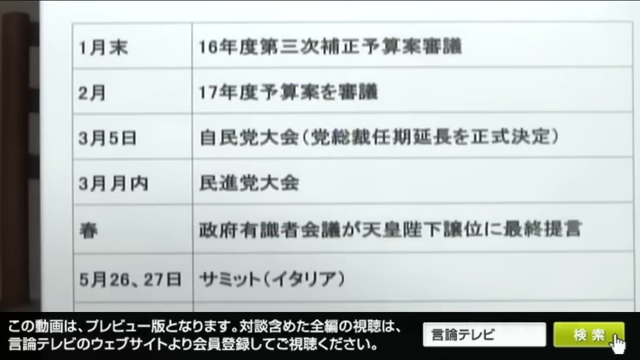 1月末 16年度第三次補正予算案審議
2月 17年度予算案を審議
3月5日 自民党大会(党総裁任期延長を正式決定)
3月月内 民進党大会
春 政府有識者会議が天皇陛下譲位に最終提言
5月26、27日 サミット(イタリア)
この動画は、プレビュー版となります。対談含めた全編の視聴は、
言論テレビのウェブサイトより会員登録してご視聴ください。
言論テレビ 検索